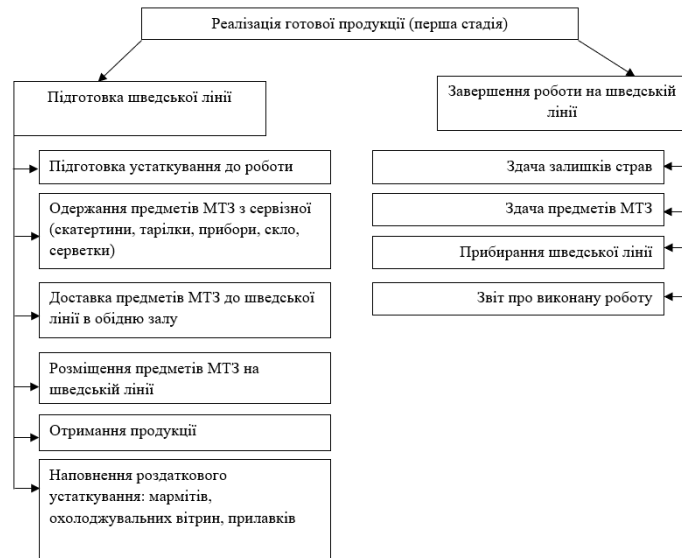 Реалізація готової продукції (перша стадія)
Підготовка шведської лінії
Завершення роботи на шведській
лінії
Підготовка устаткування до роботи
Одержання предметів МТЗ з сервізної
(скатертини, тарілки, прибори, скло,
серветки)
Доставка предметів МТЗ до шведської
лінії в обідню залу
Розміщення предметів МТЗ на
шведській лінії
Отримання продукції
Наповнення роздаткового
устаткування: мармітів,
охолоджувальних вітрин, прилавків
Здача залишків страв
Здача предметів МТЗ
Прибирання шведської лінії
Звіт про виконану роботу